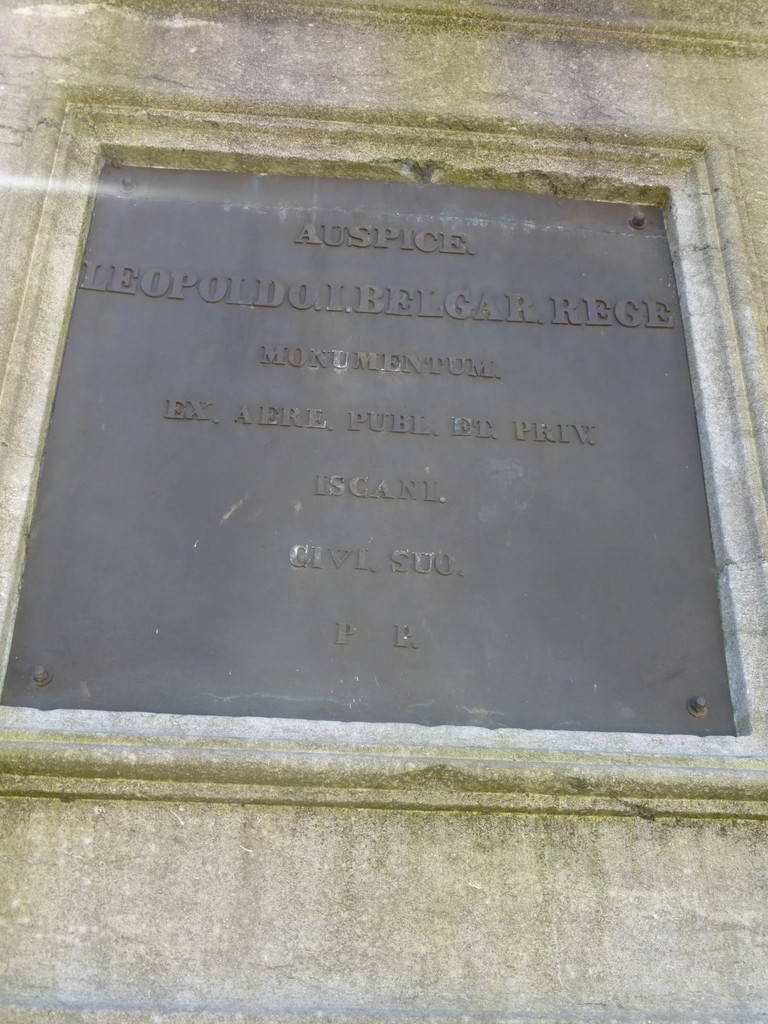 AUSPICE.
LEOPOLDO.I.BELGAR.REGE
MONUMENTUM.
EX. AERE. PUBL. ET. PRIV.
ISCANI.
CIVI. SUO.
P P.